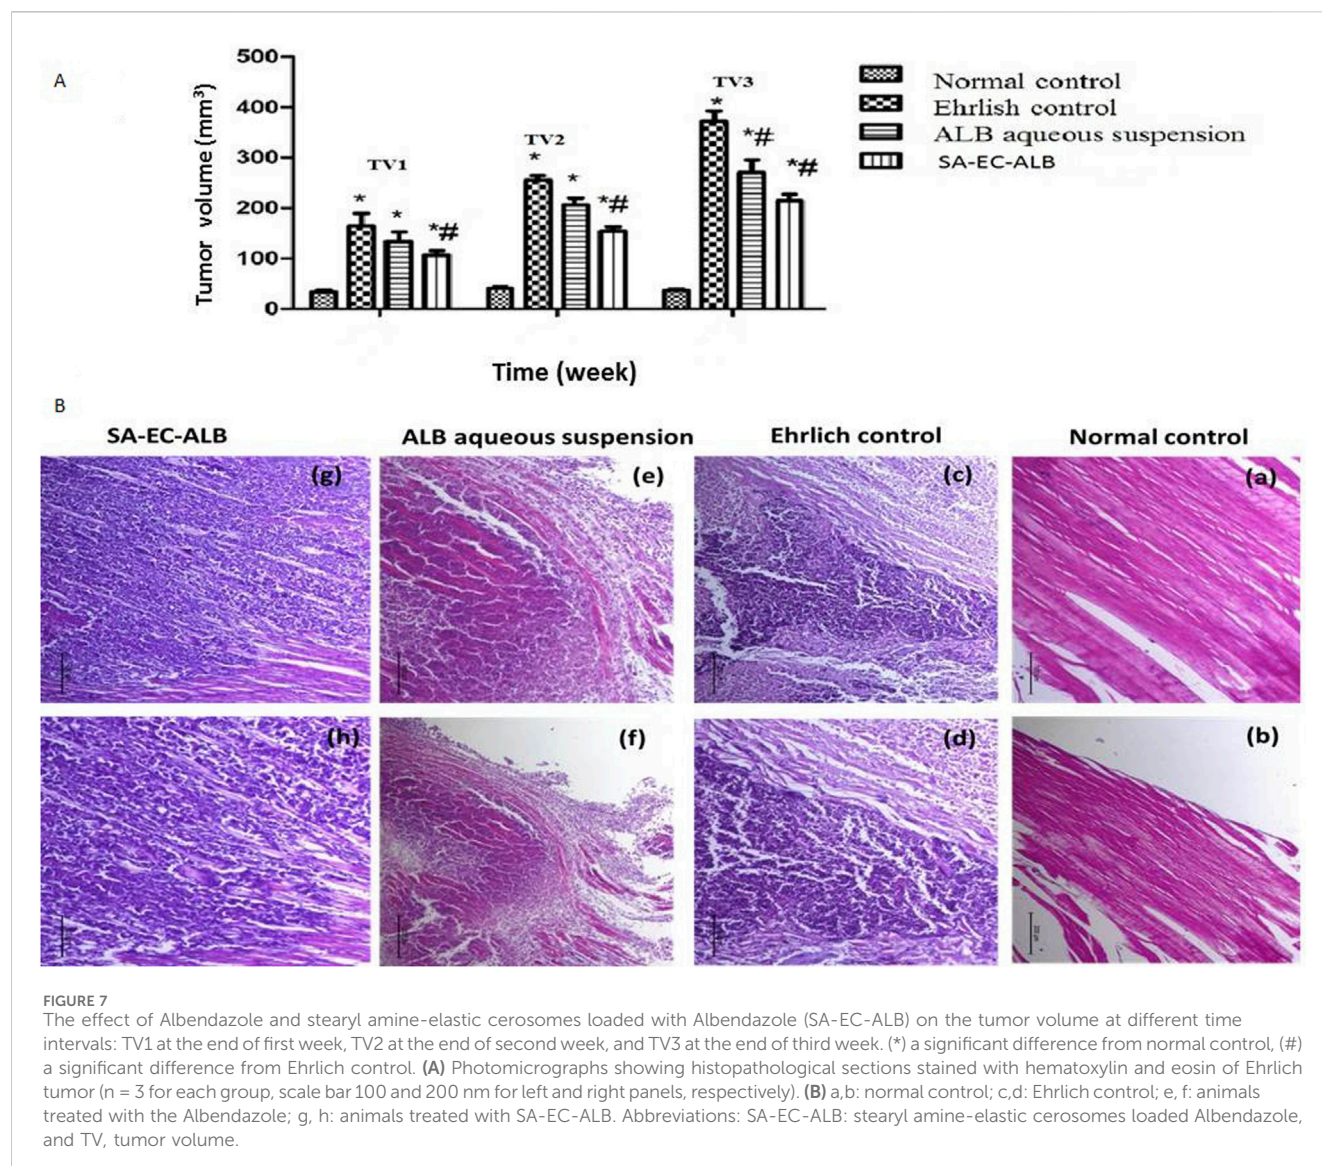 A
500
400
300
200
100
0
Tumor volume (mm³)
TV1
*
*
*#
TV2
*
*
*#
TV3
*
*#
*#
Normal control
Ehrlish control
ALB aqueous suspension
SA-EC-ALB
Time (week)
B
SA-EC-ALB ALB aqueous suspension Ehrlich control Normal control
(g) (e) (c) (a)
(h) (f) (d) (b)
FIGURE 7
The effect of Albendazole and stearyl amine-elastic cerosomes loaded with Albendazole (SA-EC-ALB) on the tumor volume at different time
intervals: TV1 at the end of first week, TV2 at the end of second week, and TV3 at the end of third week. (*) a significant difference from normal control, (#)
a significant difference from Ehrlich control. (A) Photomicrographs showing histopathological sections stained with hematoxylin and eosin of Ehrlich
tumor (n = 3 for each group, scale bar 100 and 200 nm for left and right panels, respectively). (B) a,b: normal control; c,d: Ehrlich control; e, f: animals
treated with the Albendazole; g, h: animals treated with SA-EC-ALB. Abbreviations: SA-EC-ALB: stearyl amine-elastic cerosomes loaded Albendazole,
and TV, tumor volume.